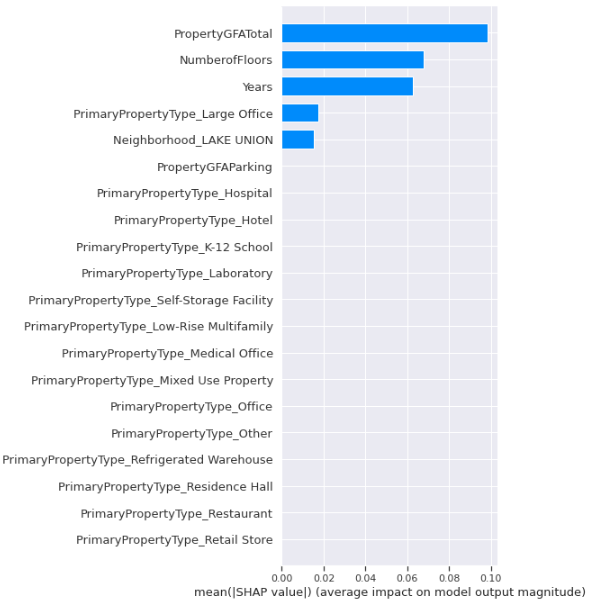 PropertyGFATotal
NumberofFloors
Years
PrimaryPropertyType_Large Office
Neighborhood_LAKE UNION
PropertyGFAParking
PrimaryPropertyType_Hospital
PrimaryPropertyType_Hotel
PrimaryPropertyType_K-12 School
PrimaryPropertyType_Laboratory
PrimaryPropertyType_Self-Storage Facility
PrimaryPropertyType_Low-Rise Multifamily
PrimaryPropertyType_Medical Office
PrimaryPropertyType_Mixed Use Property
PrimaryPropertyType_Office
PrimaryPropertyType_Other
PrimaryPropertyType_Refrigerated Warehouse
PrimaryPropertyType_Residence Hall
PrimaryPropertyType_Restaurant
PrimaryPropertyType_Retail Store
0.00 0.02 0.04 0.06 0.08 0.10
mean(|SHAP value|) (average impact on model output magnitude)